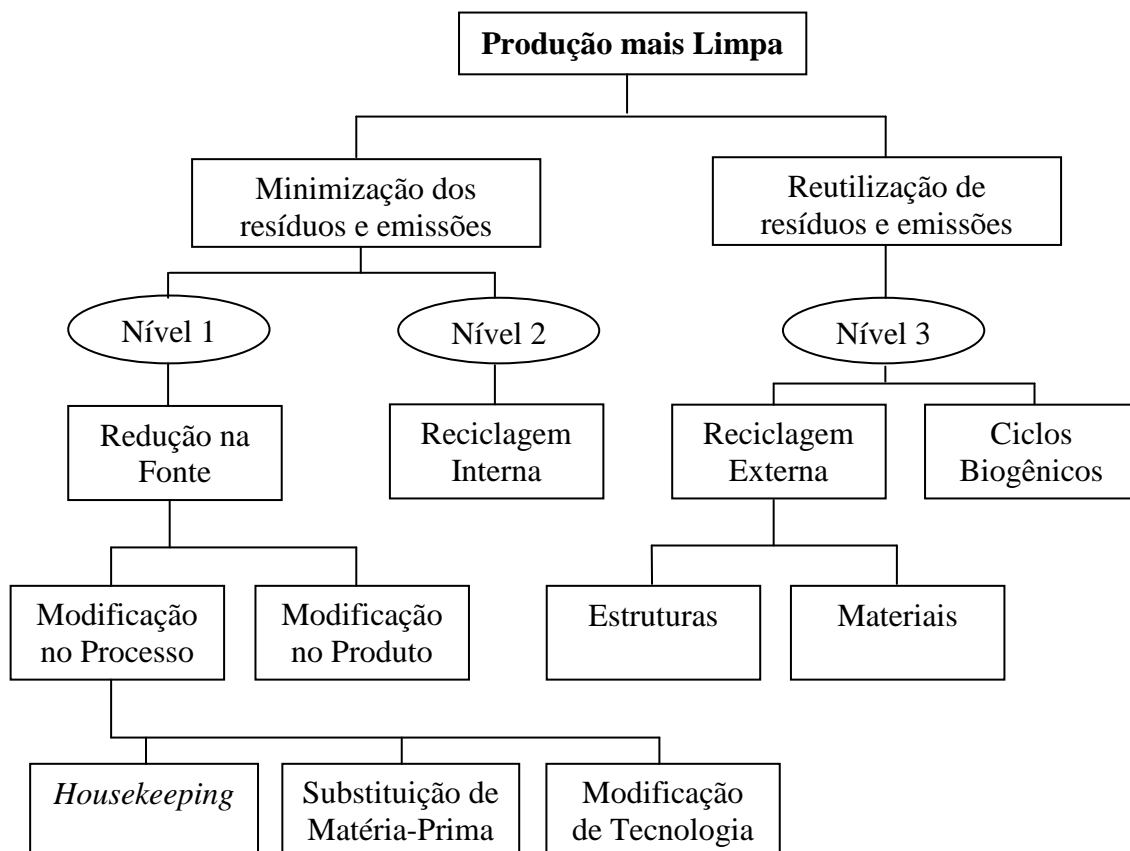 Produção mais Limpa
Minimização dos
resíduos e emissões
Reutilização de
resíduos e emissões
Nível 1
Nível 2
Nível 3
Redução na
Fonte
Reciclagem
Interna
Reciclagem
Externa
Ciclos
Biogênicos
Modificação
no Processo
Modificação
no Produto
Estruturas
Materiais
Housekeeping
Substituição de
Matéria-Prima
Modificação
de Tecnologia